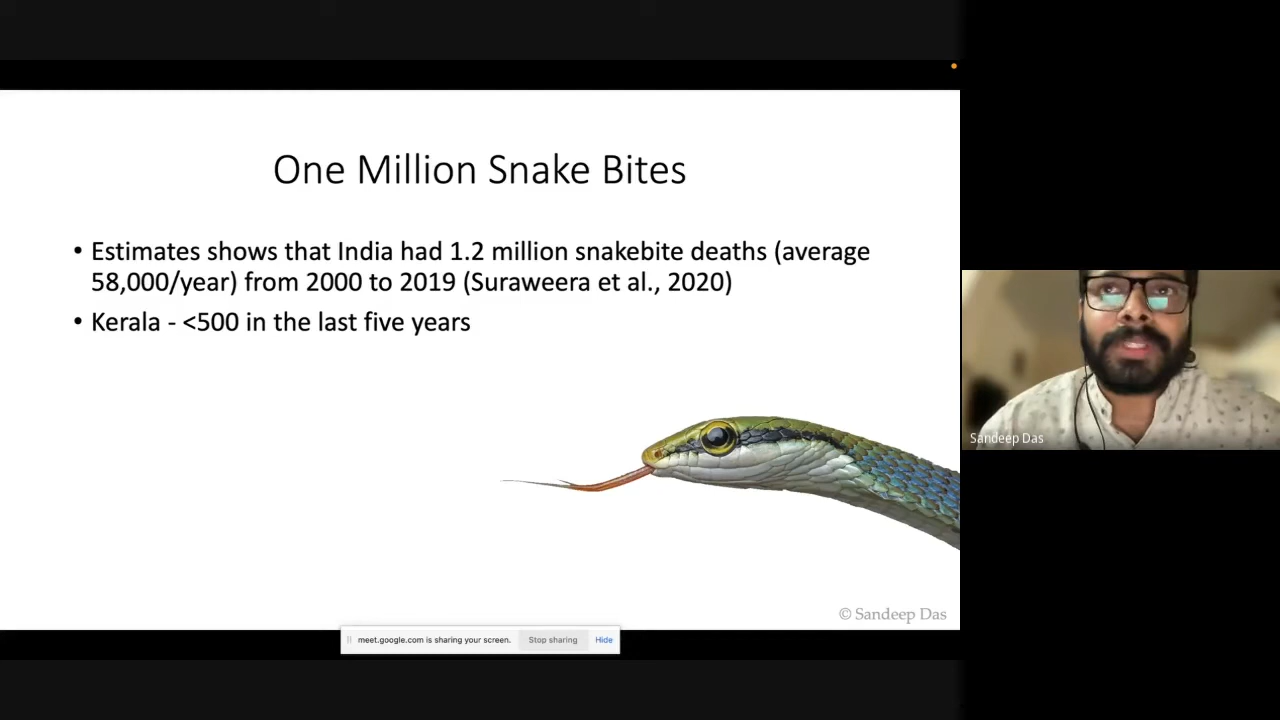 One Million Snake Bites
• Estimates shows that India had 1.2 million snakebite deaths (average
58,000/year) from 2000 to 2019 (Suraweera et al., 2020)
• Kerala - <500 in the last five years
Sandeep Das
© Sandeep Das
meet.google.com is sharing your screen. Stop sharing Hide